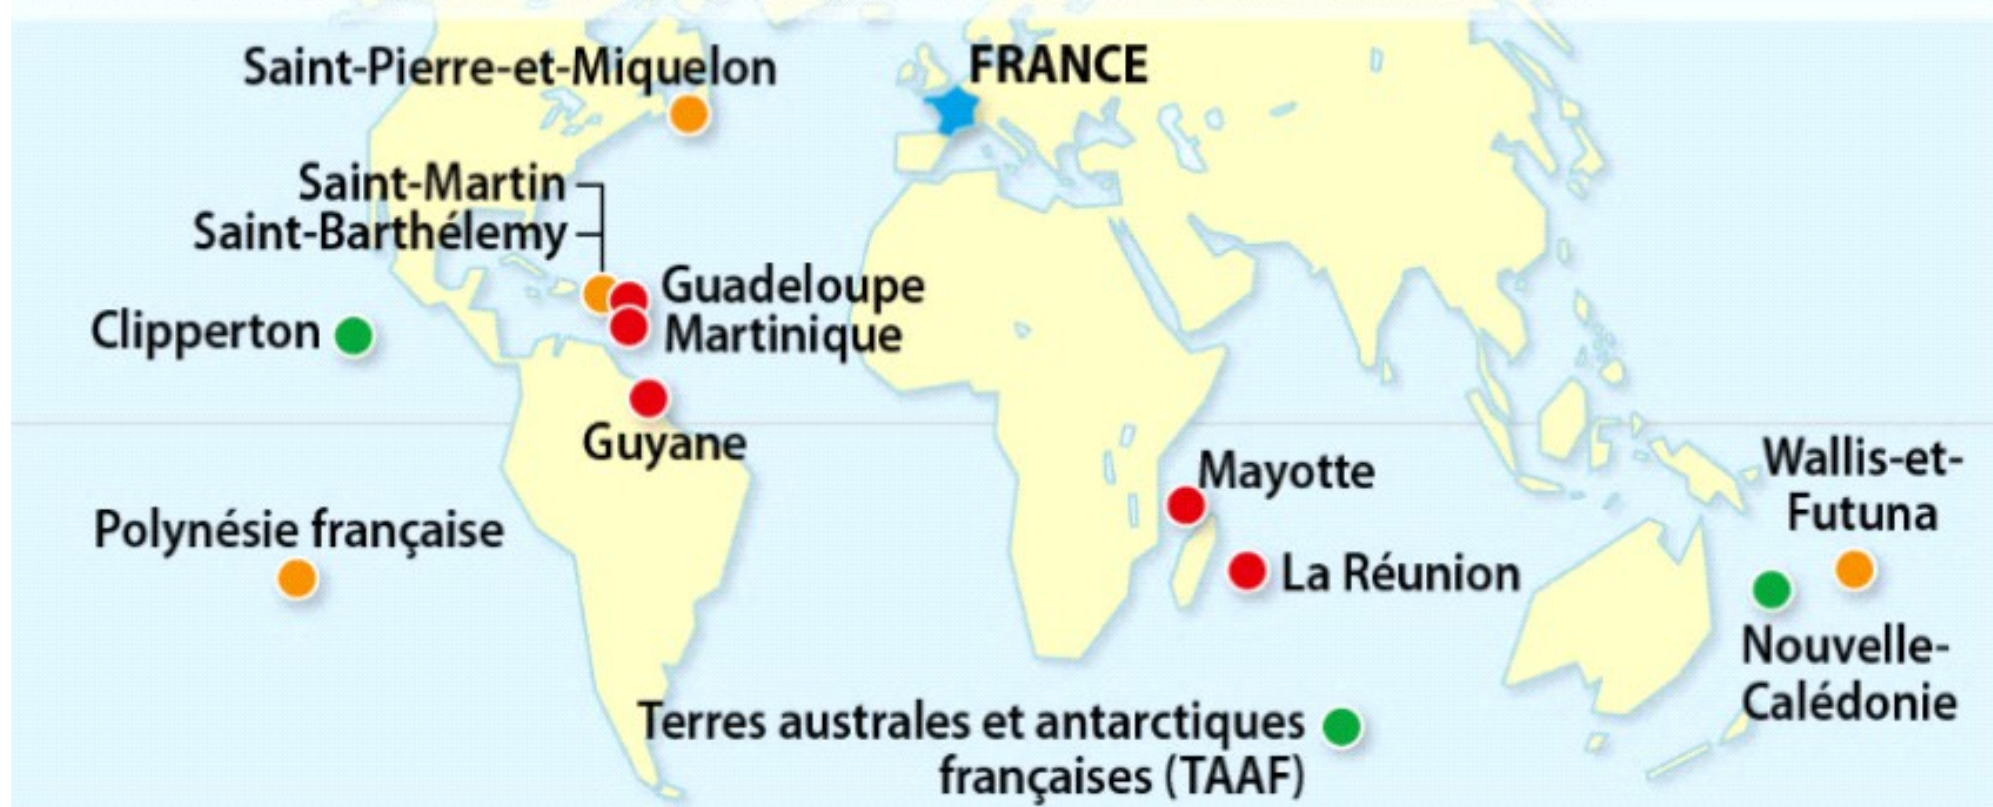 Saint-Pierre-et-Miquelon
FRANCE
Saint-Martin
Saint-Barthélemy
Guadeloupe
Martinique
Clipperton
Guyane
Mayotte
Wallis-et-
Futuna
Polynésie française
La Réunion
Nouvelle-
Calédonie
Terres australes et antarctiques
françaises (TAAF)